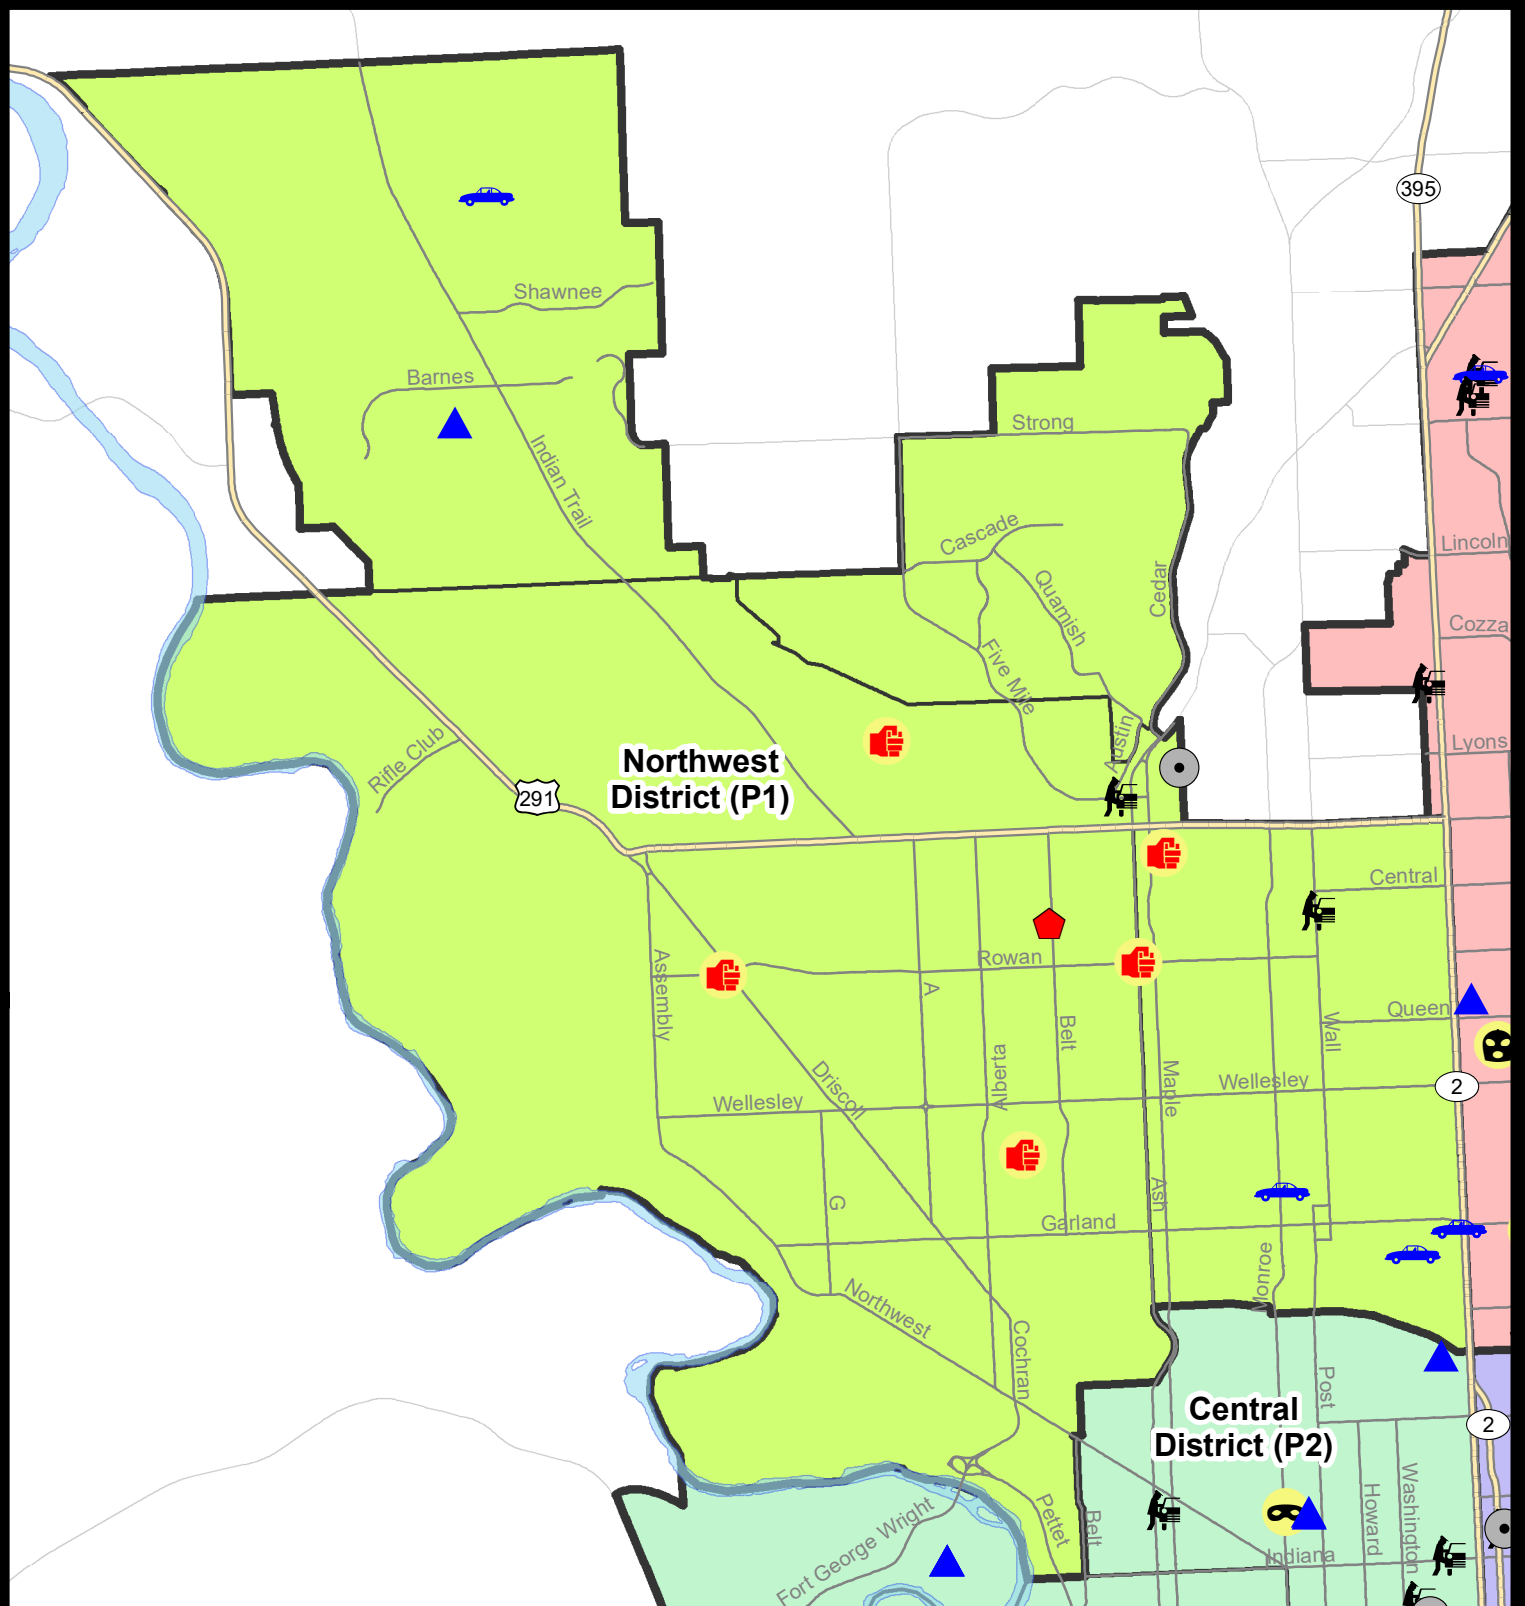 395
Shawnee
Barnes
Strong
Indian Trail
Cascade
Lincoln
Quamish
Cedar
Cozza
Five Mile
Austin
Lyons
Rifle Club
Northwest
District (P1)
291
Central
Rowan
Assembly
A
Queen
Belt
Wall
Alberta
Driscoll
Maple
Wellesley
2
Wellesley
Ash
G
Garland
Monroe
Northwest
Cochran
Post
Central
District (P2)
2
Washington
Howard
Fort George Wright
Pettet
Belt
Indiana